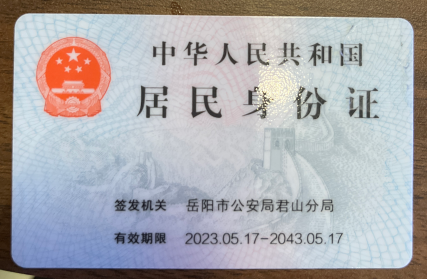 中华人民共和国
居民身份证
签发机关 岳阳市公安局君山分局
有效期限 2023.05.17-2043.05.17